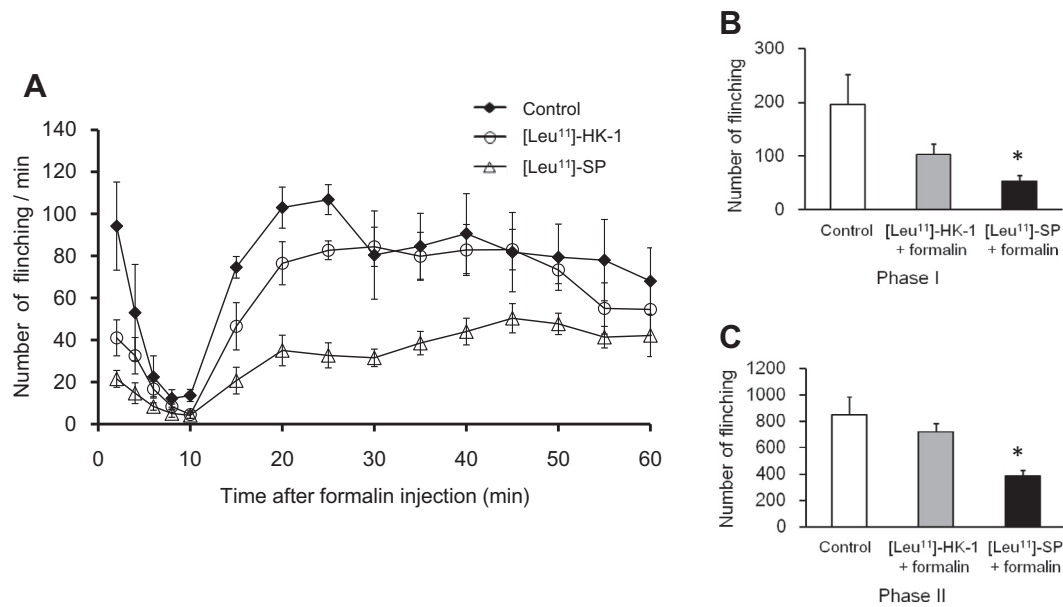 A
Control
[Leu¹¹]-HK-1
[Leu¹¹]-SP
140
120
100
80
60
40
20
0
Number of flinching / min
0 10 20 30 40 50 60
Time after formalin injection (min)
B
300
200
100
0
Number of flinching
*
Control [Leu¹¹]-HK-1 [Leu¹¹]-SP
+ formalin + formalin
Phase I
C
1200
1000
800
600
400
200
0
Number of flinching
*
Control [Leu¹¹]-HK-1 [Leu¹¹]-SP
+ formalin + formalin
Phase II